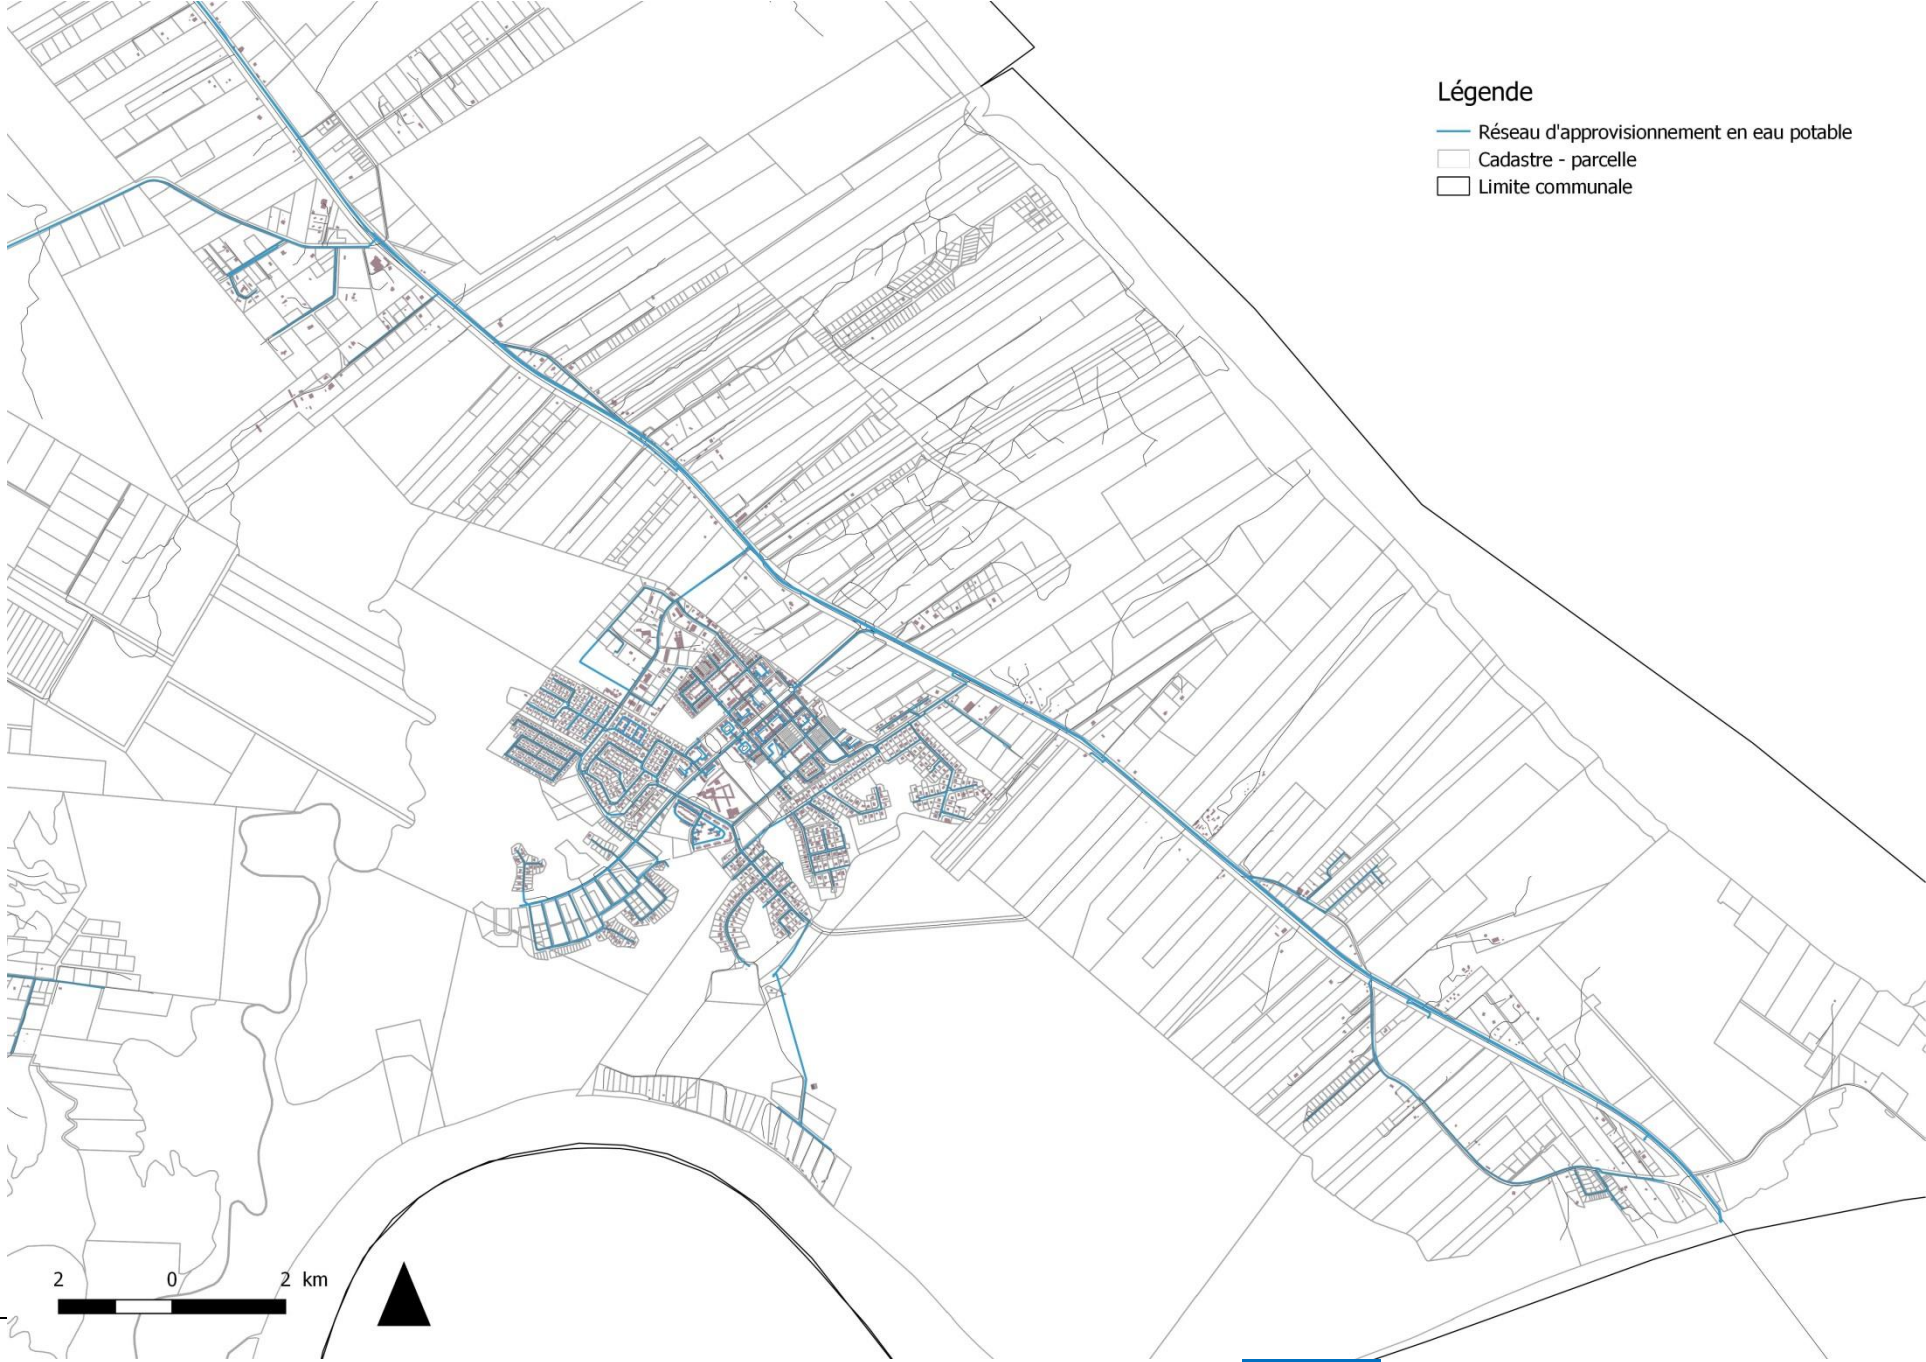 Légende
Réseau d'approvisionnement en eau potable
Cadastre - parcelle
Limite communale
2 0 2 km